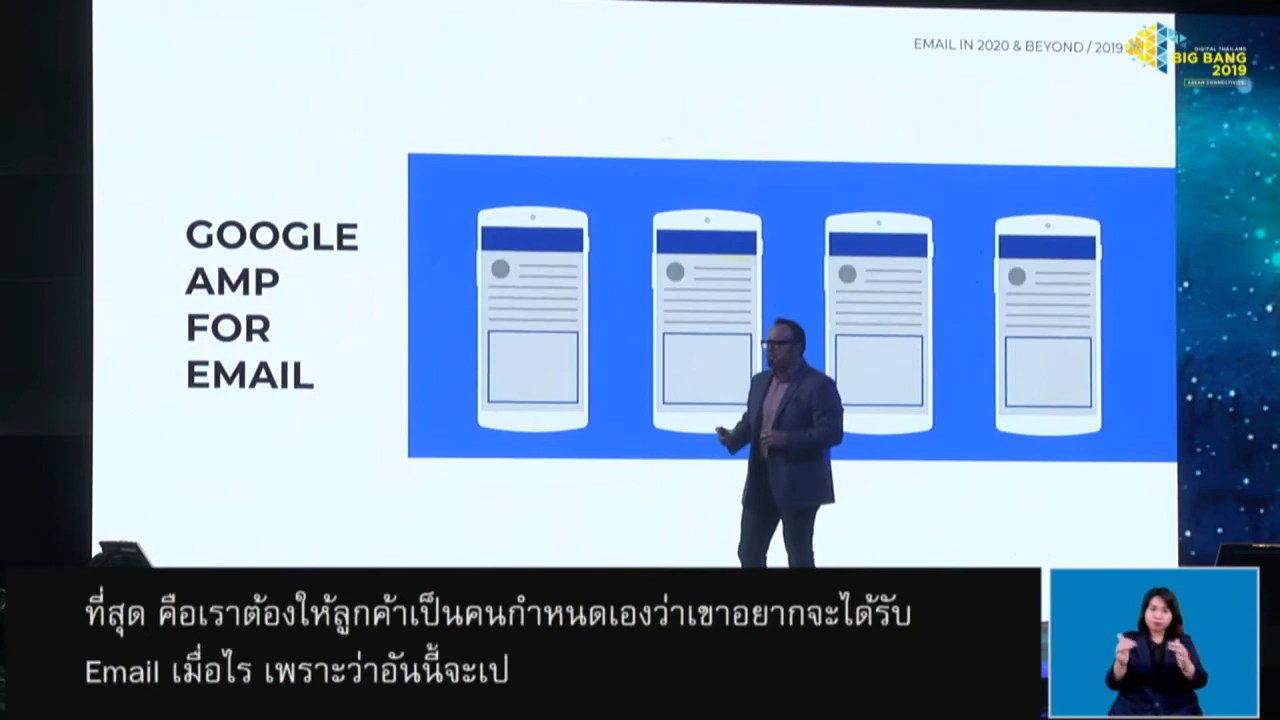 EMAIL IN 2020 & BEYOND / 2019
DIGITAL THAILAND
BIG BANG
2019
ASEAN CONNECTIVITY
GOOGLE
AMP
FOR
EMAIL
ที่สุด คือเราต้องให้ลูกค้าเป็นคนกำหนดเองว่าเขาอยากจะได้รับ
Email เมื่อไร เพราะว่าอันนี้จะเป